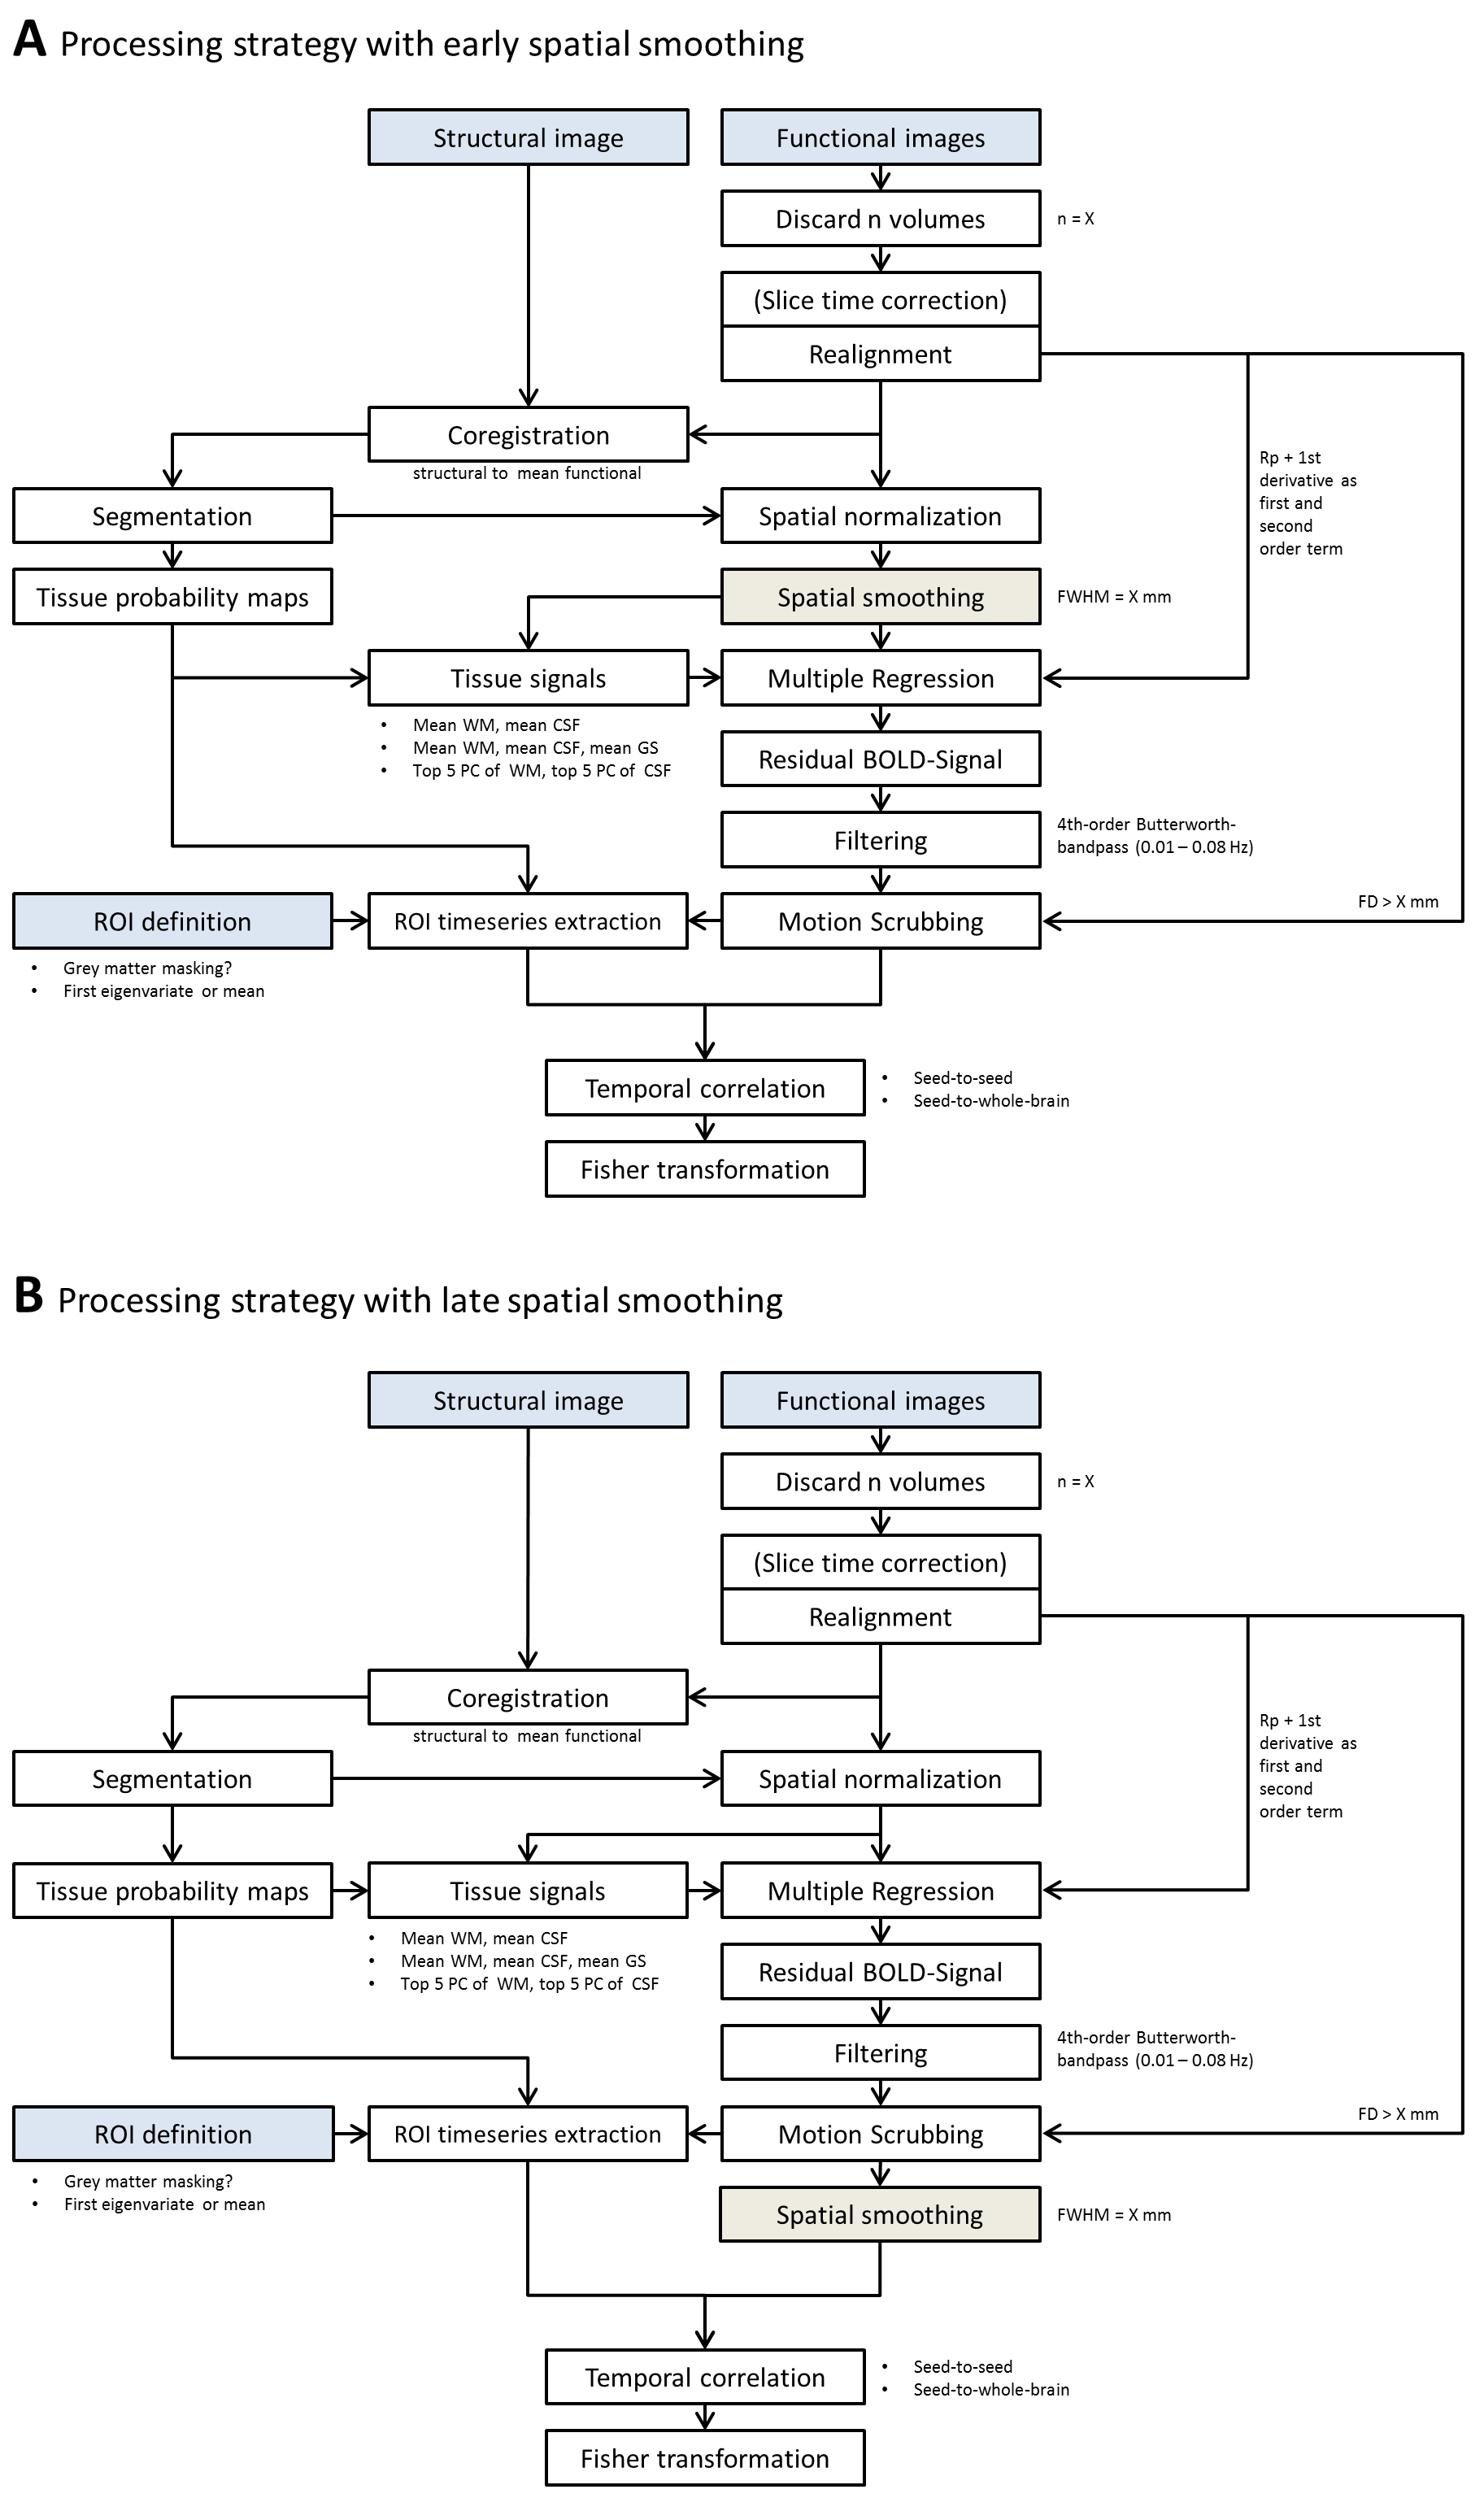 A Processing strategy with early spatial smoothing
Structural image
Functional images
Discard n volumes
n = X
(Slice time correction)
Realignment
Coregistration
structural to mean functional
Rp + 1st
derivative as
first and
second
order term
Segmentation
Spatial normalization
Tissue probability maps
Spatial smoothing
FWHM = X mm
Tissue signals
Multiple Regression
• Mean WM, mean CSF
• Mean WM, mean CSF, mean GS
• Top 5 PC of WM, top 5 PC of CSF
Residual BOLD-Signal
Filtering
4th-order Butterworth-
bandpass (0.01 – 0.08 Hz)
ROI definition
ROI timeseries extraction
Motion Scrubbing
FD > X mm
• Grey matter masking?
• First eigenvariate or mean
Temporal correlation
• Seed-to-seed
• Seed-to-whole-brain
Fisher transformation
B Processing strategy with late spatial smoothing
Structural image
Functional images
Discard n volumes
n = X
(Slice time correction)
Realignment
Coregistration
structural to mean functional
Rp + 1st
derivative as
first and
second
order term
Segmentation
Spatial normalization
Tissue probability maps
Tissue signals
Multiple Regression
• Mean WM, mean CSF
• Mean WM, mean CSF, mean GS
• Top 5 PC of WM, top 5 PC of CSF
Residual BOLD-Signal
Filtering
4th-order Butterworth-
bandpass (0.01 – 0.08 Hz)
ROI definition
ROI timeseries extraction
Motion Scrubbing
FD > X mm
• Grey matter masking?
• First eigenvariate or mean
Spatial smoothing
FWHM = X mm
Temporal correlation
• Seed-to-seed
• Seed-to-whole-brain
Fisher transformation